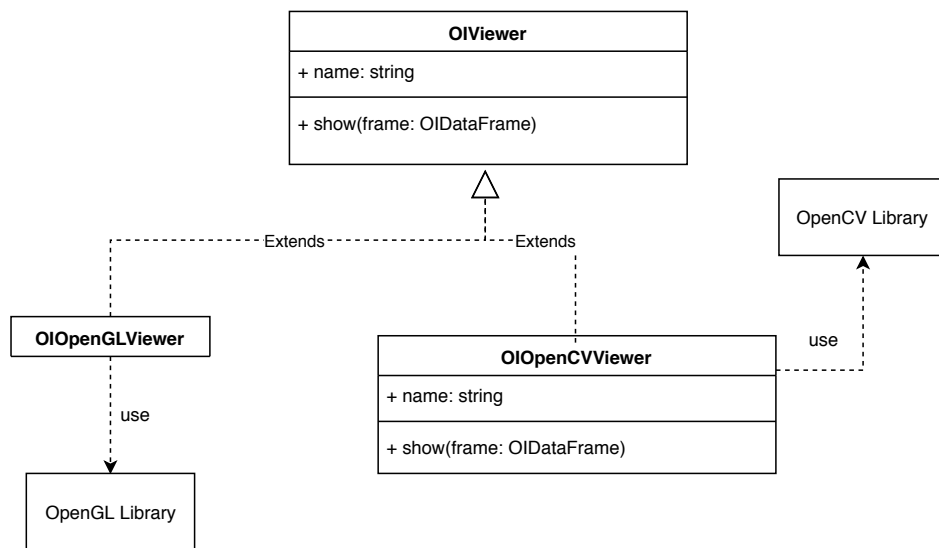 OIViewer
+ name: string
+ show(frame: OIDataFrame)
OpenCV Library
Extends
Extends
OIOpenGLViewer
use
OIOpenCVViewer
+ name: string
+ show(frame: OIDataFrame)
use
OpenGL Library